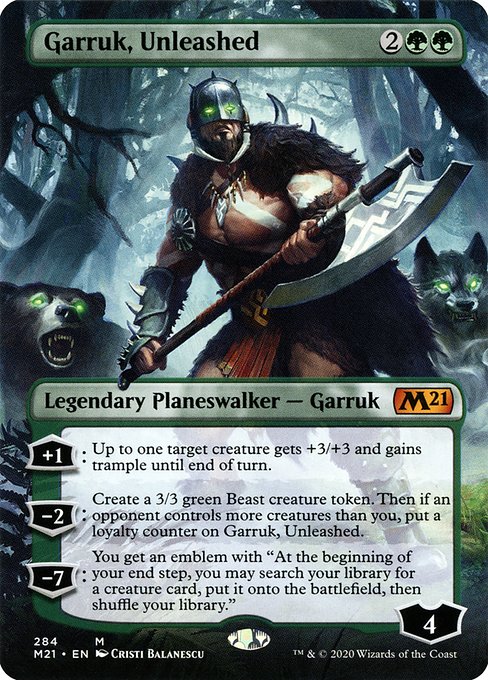 Garruk, Unleashed 2
Legendary Planeswalker — Garruk M21
+1: Up to one target creature gets +3/+3 and gains
trample until end of turn.
−2: Create a 3/3 green Beast creature token. Then if an
opponent controls more creatures than you, put a
loyalty counter on Garruk, Unleashed.
−7: You get an emblem with “At the beginning of
your end step, you may search your library for
a creature card, put it onto the battlefield, then
shuffle your library.”
4
284 M
M21 • EN Cristi Balanescu ™ & © 2020 Wizards of the Coast